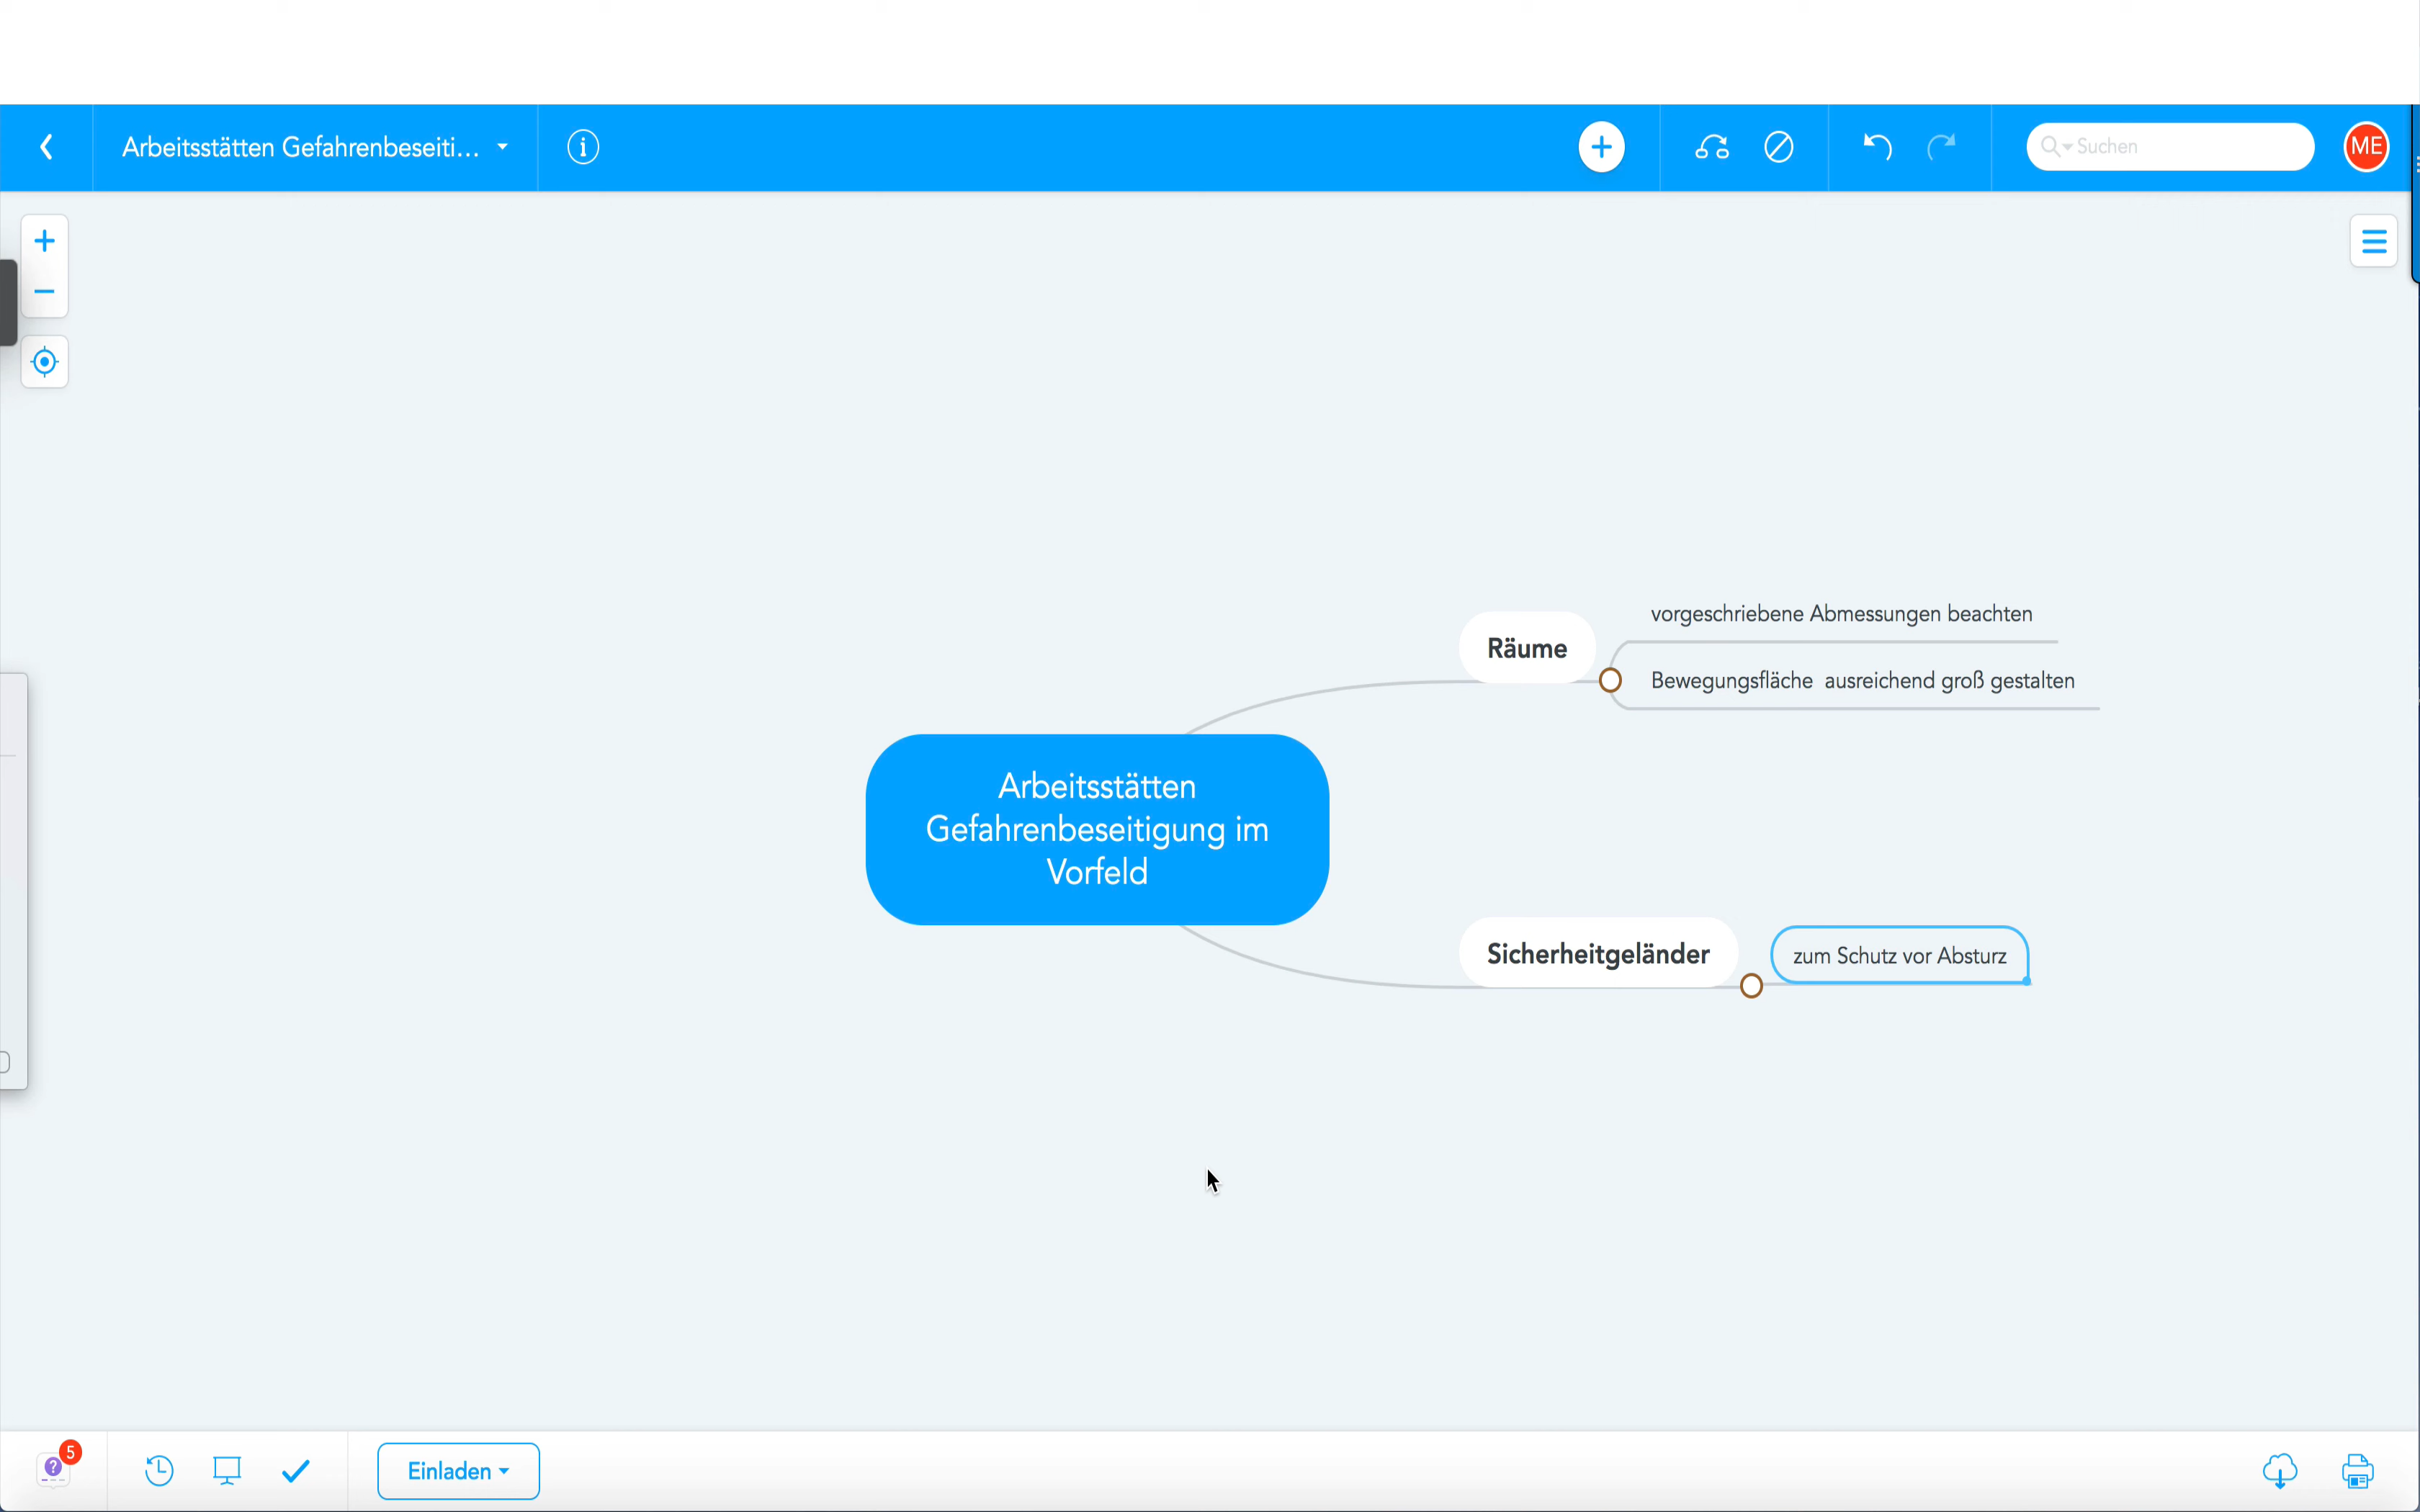 Arbeitsstätten Gefahrenbeseiti...
i
Suchen
ME
vorgeschriebene Abmessungen beachten
Räume
Bewegungsfläche ausreichend groß gestalten
Arbeitsstätten
Gefahrenbeseitigung im
Vorfeld
Sicherheitgeländer
zum Schutz vor Absturz
5
?
Einladen